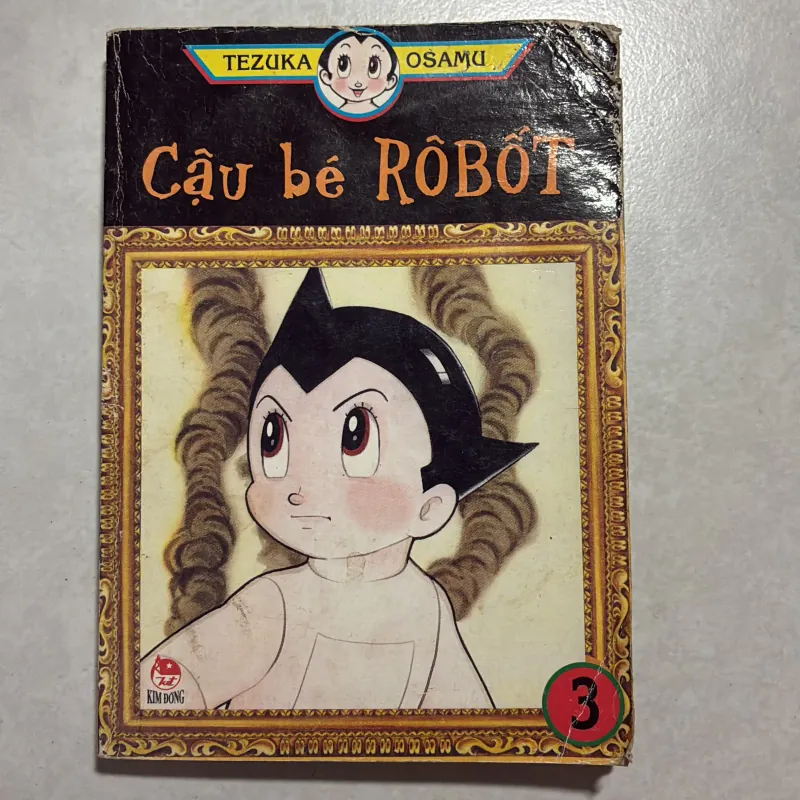 TEZUKA OSAMU
Cậu bé RÔBỐT
KIM ĐỒNG
3